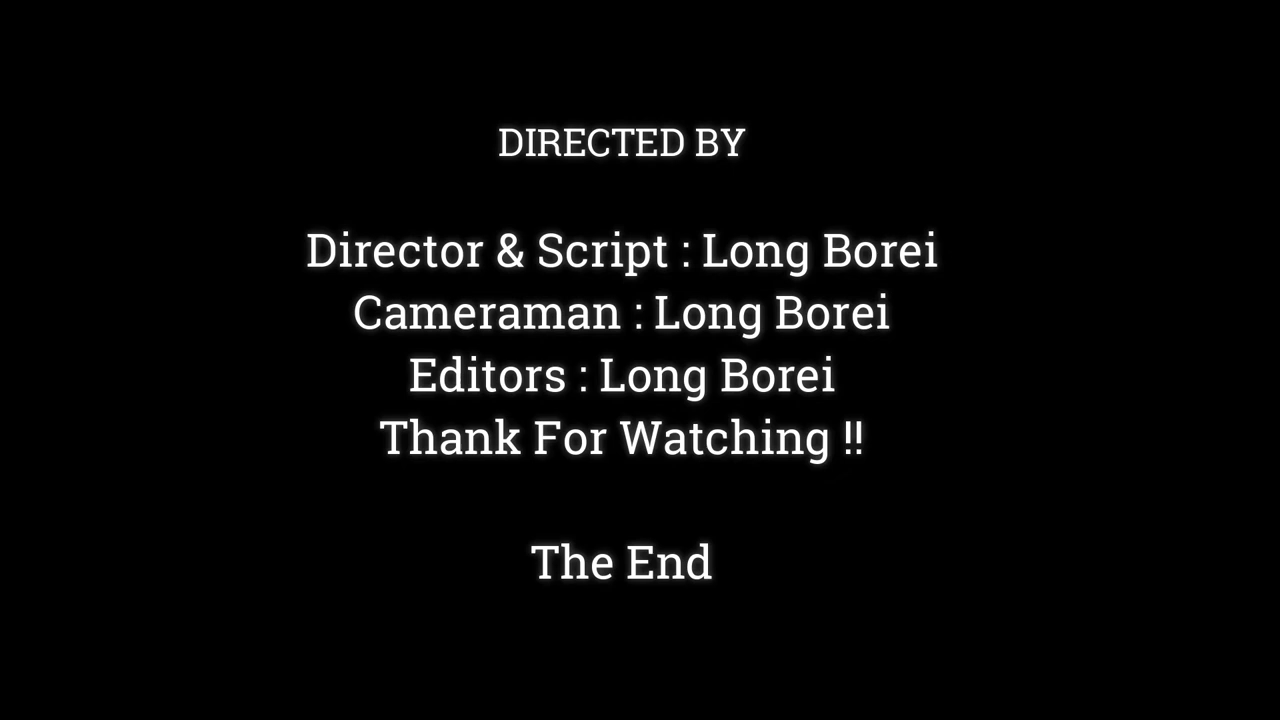 DIRECTED BY
Director & Script : Long Borei
Cameraman : Long Borei
Editors : Long Borei
Thank For Watching !!
The End